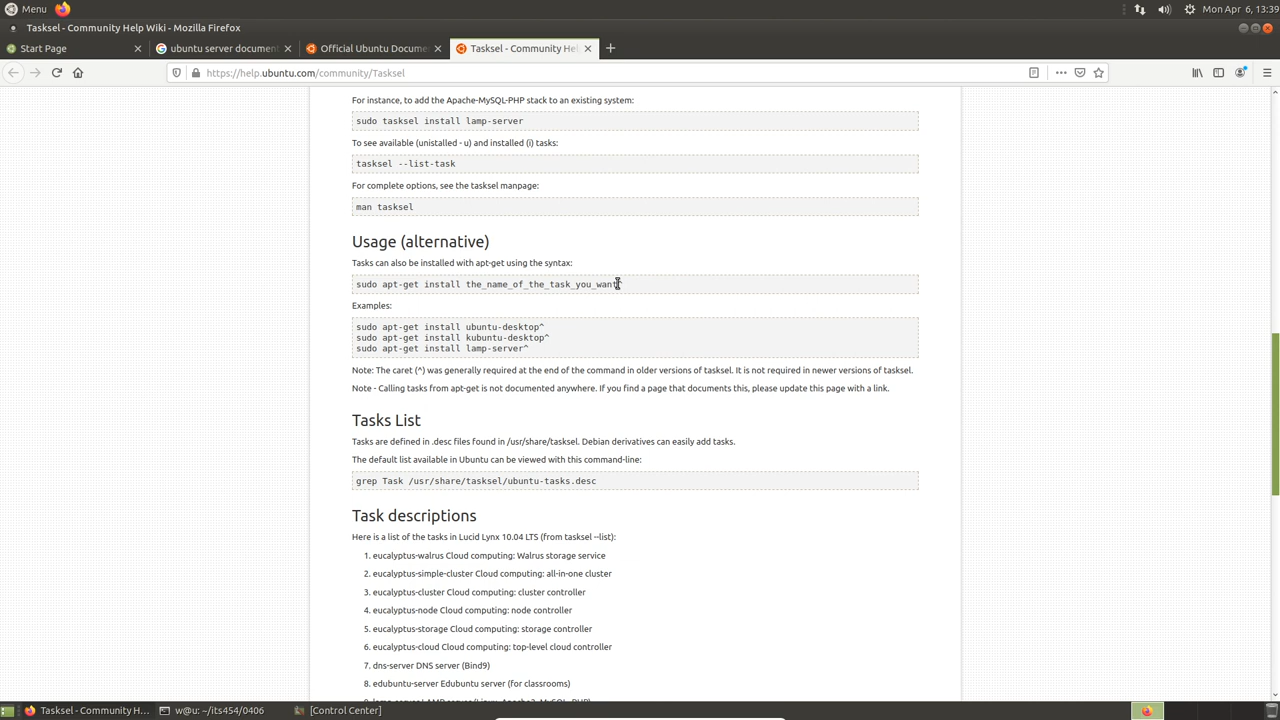 Menu
Mon Apr 6, 13:39
Tasksel - Community Help Wiki - Mozilla Firefox
Start Page
ubuntu server document
Official Ubuntu Docume
Tasksel - Community Hel
https://help.ubuntu.com/community/Tasksel
For instance, to add the Apache-MySQL-PHP stack to an existing system:
sudo tasksel install lamp-server
To see available (unistalled - u) and installed (i) tasks:
tasksel --list-task
For complete options, see the tasksel manpage:
man tasksel
Usage (alternative)
Tasks can also be installed with apt-get using the syntax:
sudo apt-get install the_name_of_the_task_you_want
Examples:
sudo apt-get install ubuntu-desktop^
sudo apt-get install kubuntu-desktop^
sudo apt-get install lamp-server^
Note: The caret (^) was generally required at the end of the command in older versions of tasksel. It is not required in newer versions of tasksel.
Note - Calling tasks from apt-get is not documented anywhere. If you find a page that documents this, please update this page with a link.
Tasks List
Tasks are defined in .desc files found in /usr/share/tasksel. Debian derivatives can easily add tasks.
The default list available in Ubuntu can be viewed with this command-line:
grep Task /usr/share/tasksel/ubuntu-tasks.desc
Task descriptions
Here is a list of the tasks in Lucid Lynx 10.04 LTS (from tasksel --list):
1. eucalyptus-walrus Cloud computing: Walrus storage service
2. eucalyptus-simple-cluster Cloud computing: all-in-one cluster
3. eucalyptus-cluster Cloud computing: cluster controller
4. eucalyptus-node Cloud computing: node controller
5. eucalyptus-storage Cloud computing: storage controller
6. eucalyptus-cloud Cloud computing: top-level cloud controller
7. dns-server DNS server (Bind9)
8. edubuntu-server Edubuntu server (for classrooms)
9. lamp-server LAMP server (Linux, Apache2, MySQL, PHP)
Tasksel - Community H...
w@u: ~/its454/0406
[Control Center]